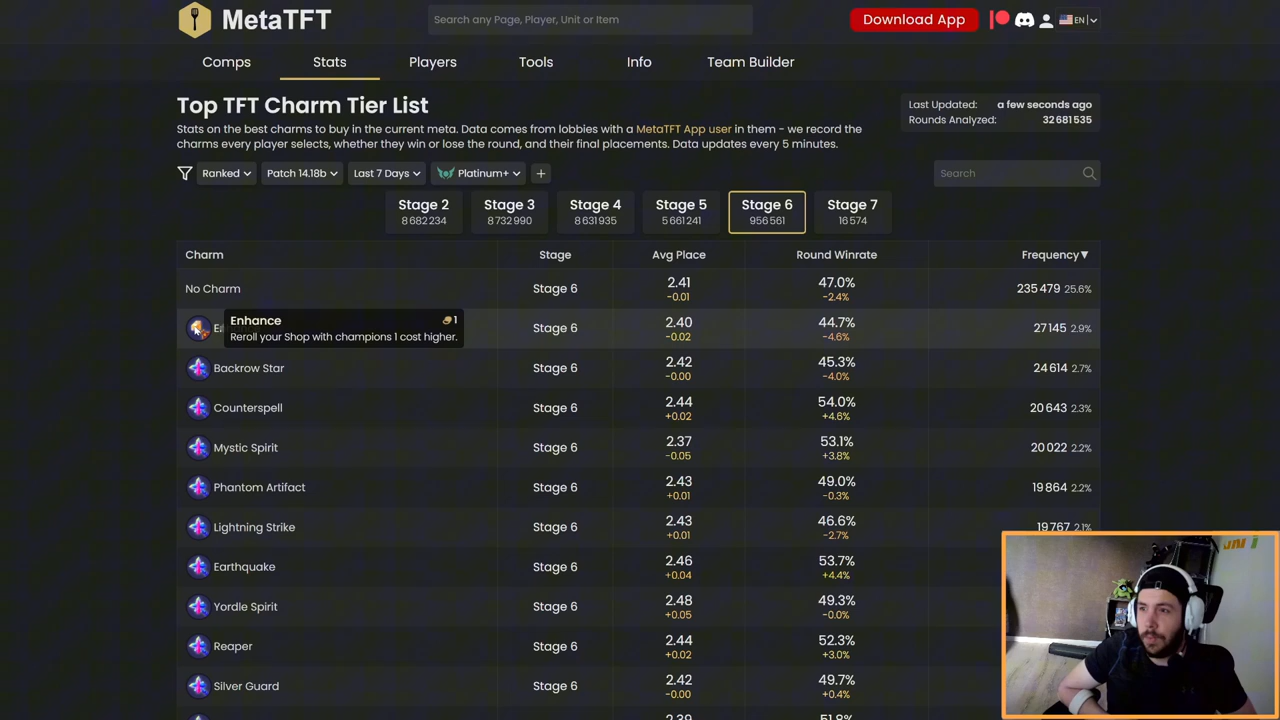 MetaTFT
Search any Page, Player, Unit or Item
Download App
EN
Comps
Stats
Players
Tools
Info
Team Builder
Top TFT Charm Tier List
Stats on the best charms to buy in the current meta. Data comes from lobbies with a MetaTFT App user in them - we record the
charms every player selects, whether they win or lose the round, and their final placements. Data updates every 5 minutes.
Last Updated: a few seconds ago
Rounds Analyzed: 32 681 535
Ranked
Patch 14.18b
Last 7 Days
Platinum+
+
Search
Stage 2
8 682 234
Stage 3
8 732 990
Stage 4
8 631 935
Stage 5
5 661 241
Stage 6
956 561
Stage 7
16 574
Charm Stage Avg Place Round Winrate Frequency▼
No Charm Stage 6 2.41 47.0% 235 479 25.6%
-0.01 -2.4%
Enhance 1
Reroll your Shop with champions 1 cost higher.
Stage 6 2.40 44.7% 27 145 2.9%
-0.02 -4.6%
Backrow Star Stage 6 2.42 45.3% 24 614 2.7%
-0.00 -4.0%
Counterspell Stage 6 2.44 54.0% 20 643 2.3%
+0.02 +4.6%
Mystic Spirit Stage 6 2.37 53.1% 20 022 2.2%
-0.05 +3.8%
Phantom Artifact Stage 6 2.43 49.0% 19 864 2.2%
+0.01 -0.3%
Lightning Strike Stage 6 2.43 46.6% 19 767 2.1%
+0.01 -2.7%
Earthquake Stage 6 2.46 53.7%
+0.04 +4.4%
Yordle Spirit Stage 6 2.48 49.3%
+0.05 -0.0%
Reaper Stage 6 2.44 52.3%
+0.02 +3.0%
Silver Guard Stage 6 2.42 49.7%
-0.00 +0.4%